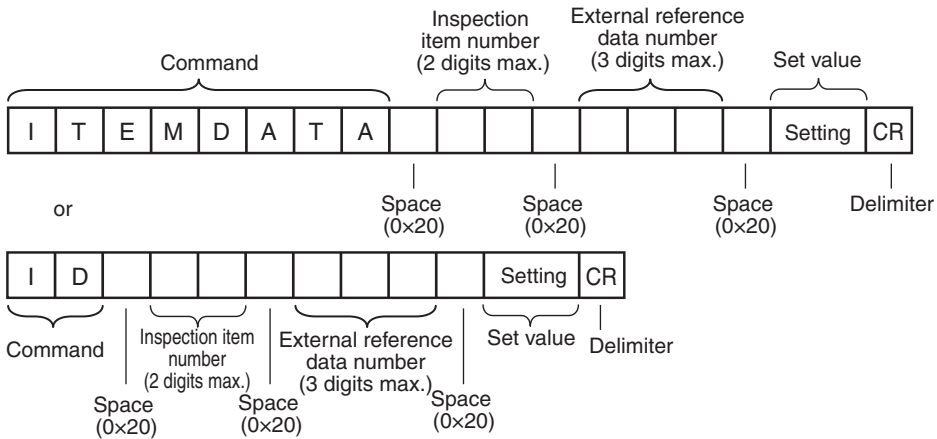 Inspection
item number
(2 digits max.)
External reference
data number
(3 digits max.)
Command
Set value
I T E M D A T A Setting CR
Space
(0×20)
Space
(0×20)
Space
(0×20)
Delimiter
or
I D Setting CR
Command
Inspection item
number
(2 digits max.)
External reference
data number
(3 digits max.)
Set value
Delimiter
Space
(0×20)
Space
(0×20)
Space
(0×20)